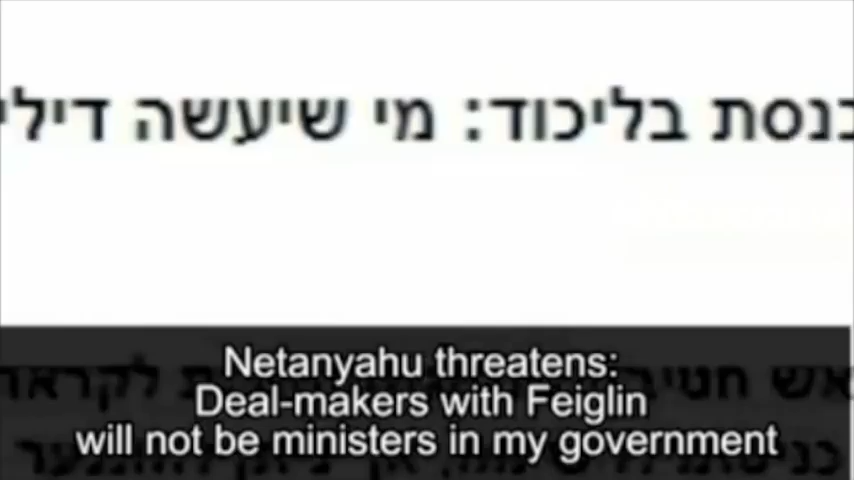 כנסת בליכוד: מי שיעשה דילי
Netanyahu threatens:
Deal-makers with Feiglin
will not be ministers in my government